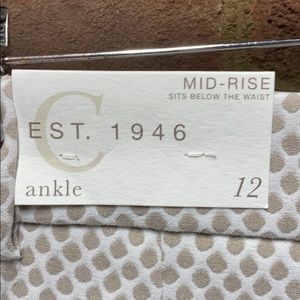 MID-RISE
SITS BELOW THE WAIST
C
EST. 1946
ankle
12